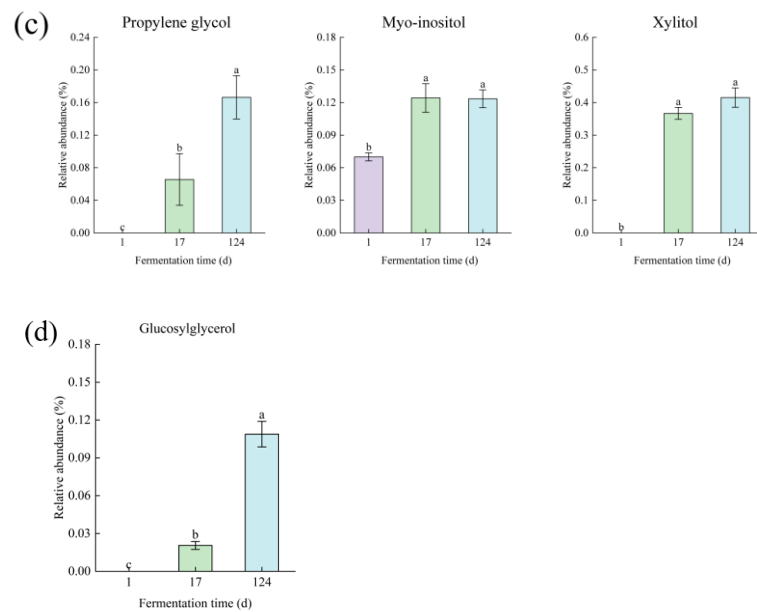 (c)
Propylene glycol
Relative abundance (%)
0.24
0.20
0.16
0.12
0.08
0.04
0.00
c
b
a
1 17 124
Fermentation time (d)
Myo-inositol
Relative abundance (%)
0.18
0.15
0.12
0.09
0.06
0.03
0.00
b
a
a
1 17 124
Fermentation time (d)
Xylitol
Relative abundance (%)
0.6
0.5
0.4
0.3
0.2
0.1
0.0
b
a
a
1 17 124
Fermentation time (d)
(d)
Glucosylglycerol
Relative abundance (%)
0.18
0.15
0.12
0.09
0.06
0.03
0.00
c
b
a
1 17 124
Fermentation time (d)